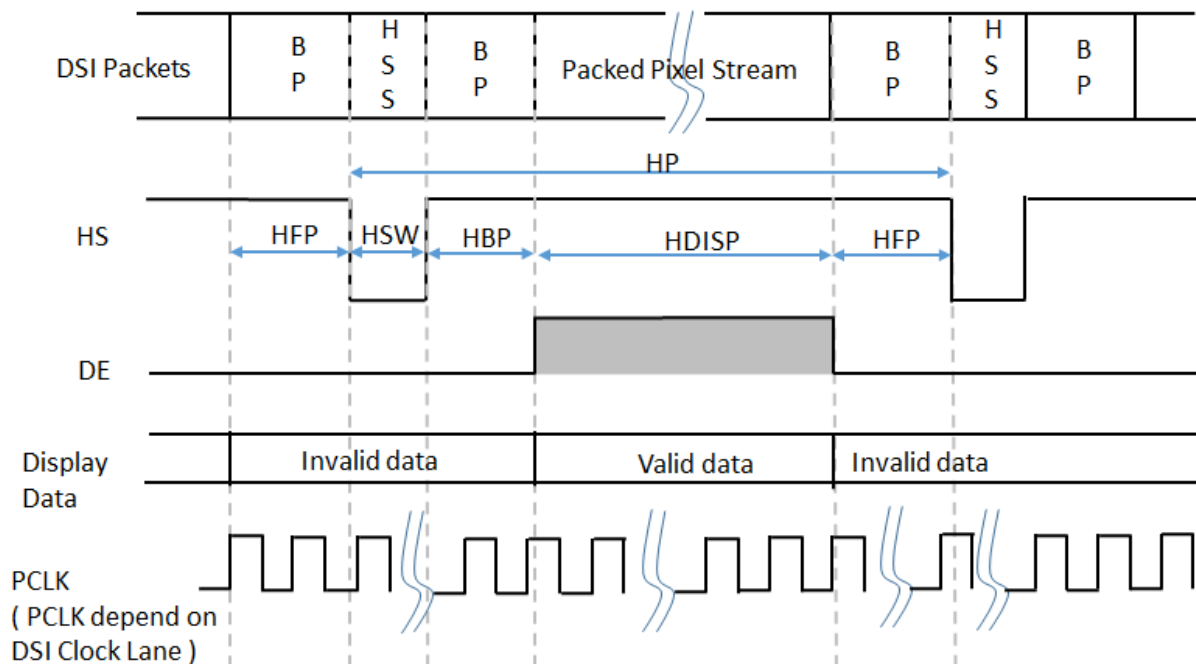 DSI Packets
B
P
H
S
S
B
P
Packed Pixel Stream
B
P
H
S
S
B
P
HP
HS
HFP
HSW
HBP
HDISP
HFP
DE
Display
Data
Invalid data
Valid data
Invalid data
PCLK
( PCLK depend on
DSI Clock Lane )